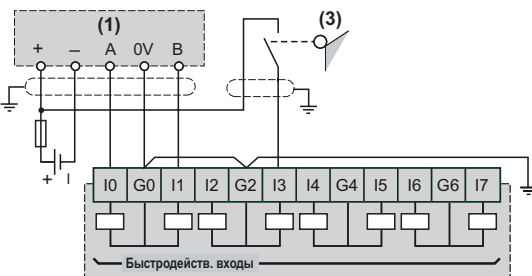 (1) (3)
+ – A 0V B
+ –
I0 G0 I1 I2 G2 I3 I4 G4 I5 I6 G6 I7
Быстродейств. входы